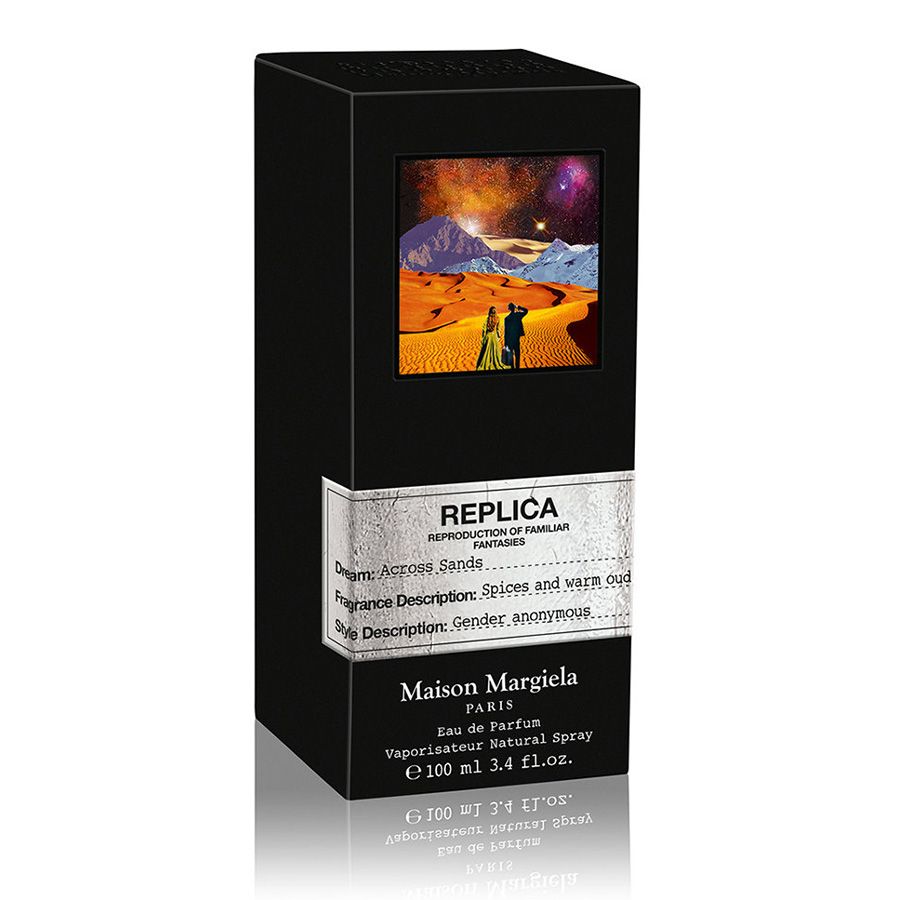 REPLICA
REPRODUCTION OF FAMILIAR
FANTASIES
Dream: Across Sands
Fragrance Description: Spices and warm oud
Style Description: Gender anonymous
Maison Margiela
PARIS
Eau de Parfum
Vaporisateur Natural Spray
℮ 100 ml 3.4 fl.oz.